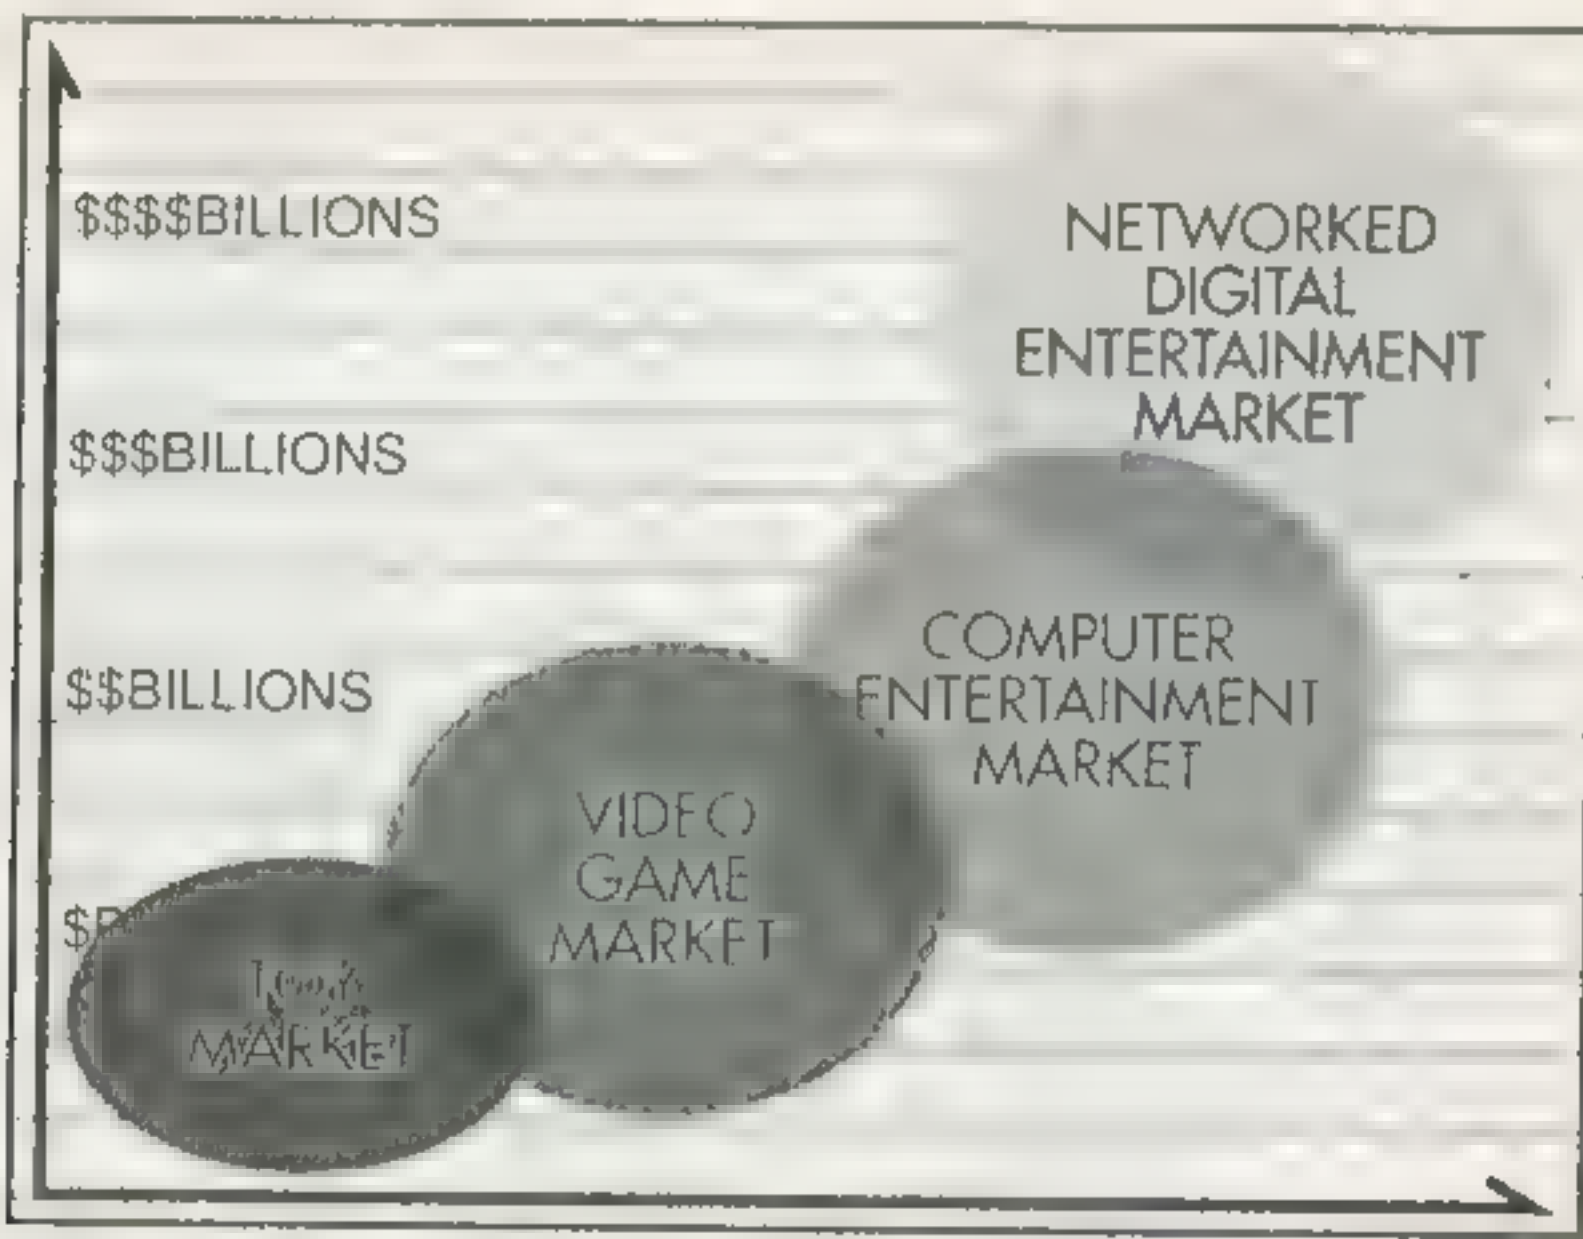 $$$$BILLIONS
NETWORKED
DIGITAL
ENTERTAINMENT
MARKET
$$$BILLIONS
COMPUTER
ENTERTAINMENT
MARKET
$$BILLIONS
VIDEO
GAME
MARKET
MARKET